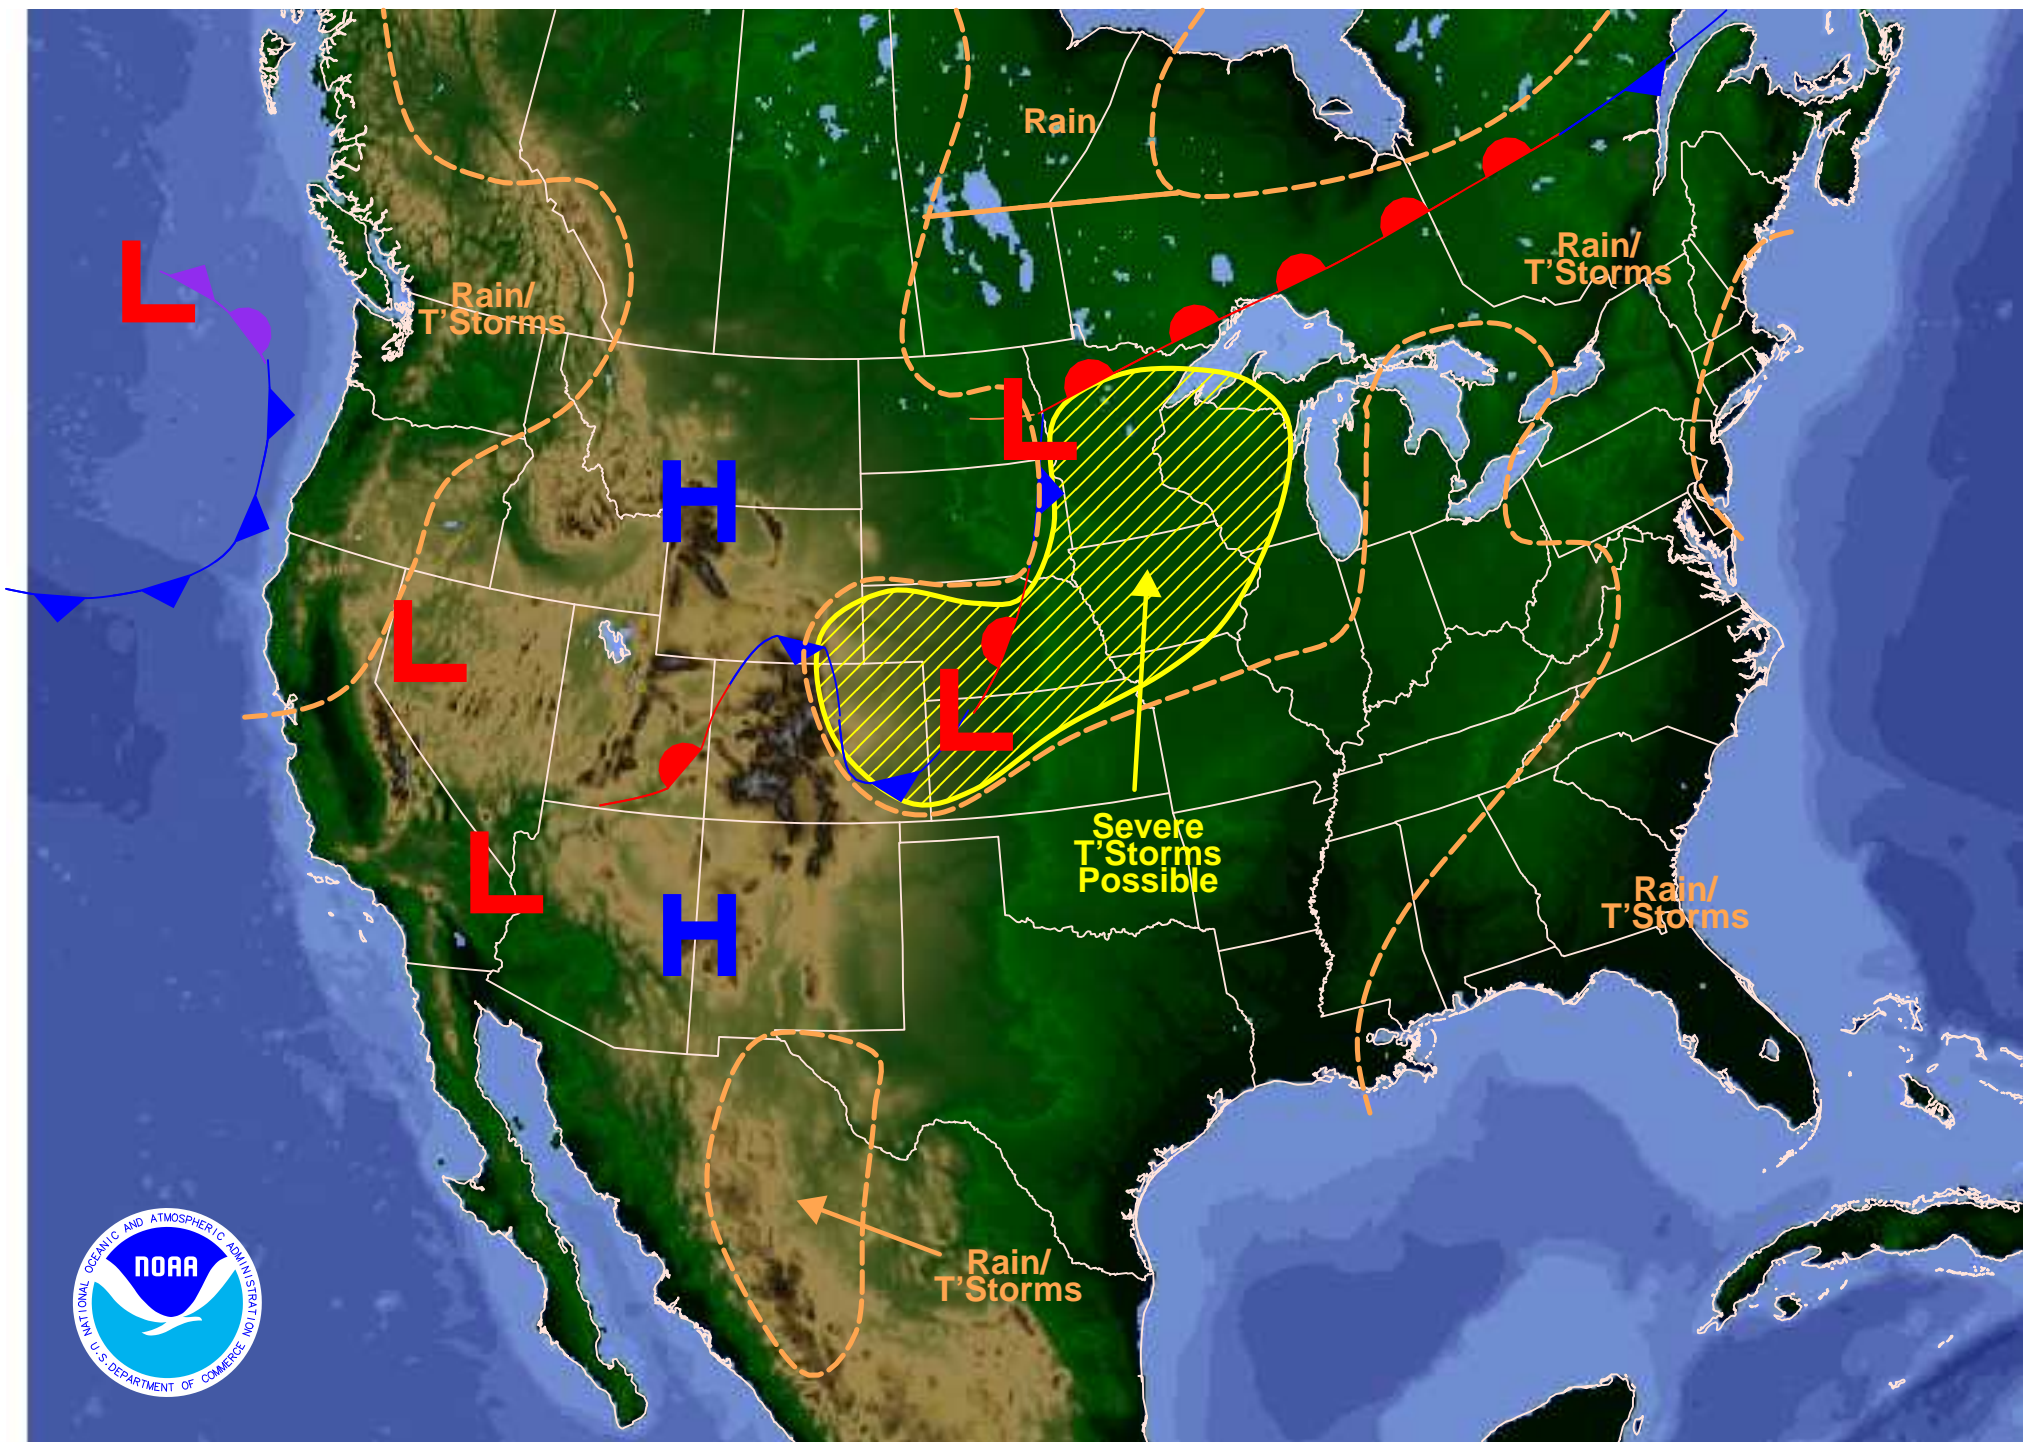 Rain
Rain/
T'Storms
L
Rain/
T'Storms
L
H
L
L
Severe
T'Storms
Possible
L
H
Rain/
T'Storms
Rain/
T'Storms
NATIONAL OCEANIC AND ATMOSPHERIC ADMINISTRATION
NOAA
U.S. DEPARTMENT OF COMMERCE